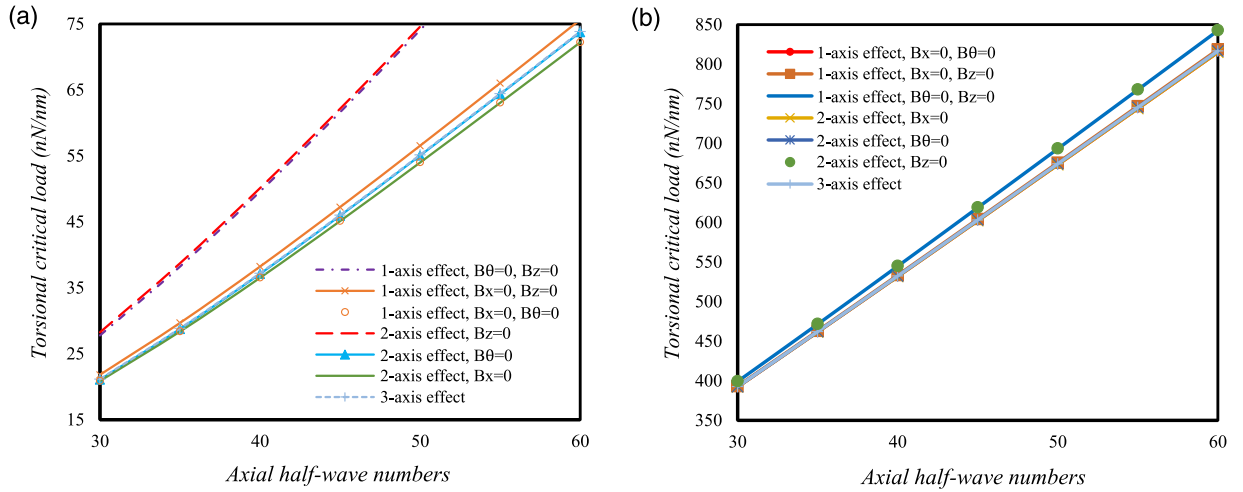 (a)
Torsional critical load (nN/nm)
75
65
55
45
35
25
15
30
40
50
60
Axial half-wave numbers
1-axis effect, Bθ=0, Bz=0
1-axis effect, Bx=0, Bz=0
1-axis effect, Bx=0, Bθ=0
2-axis effect, Bz=0
2-axis effect, Bθ=0
2-axis effect, Bx=0
3-axis effect
(b)
Torsional critical load (nN/nm)
850
800
750
700
650
600
550
500
450
400
350
30
40
50
60
Axial half-wave numbers
1-axis effect, Bx=0, Bθ=0
1-axis effect, Bx=0, Bz=0
1-axis effect, Bθ=0, Bz=0
2-axis effect, Bx=0
2-axis effect, Bθ=0
2-axis effect, Bz=0
3-axis effect